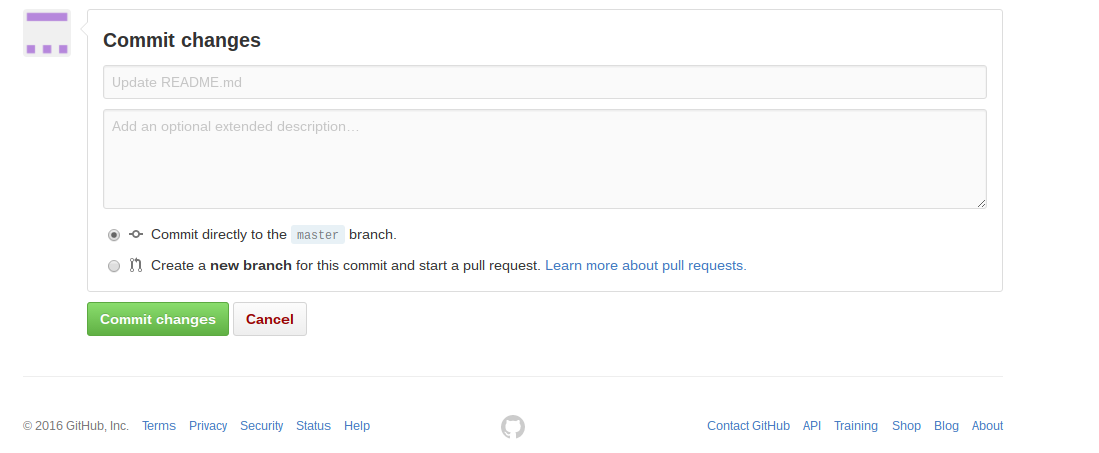 Commit changes
Update README.md
Add an optional extended description…
Commit directly to the master branch.
Create a new branch for this commit and start a pull request. Learn more about pull requests.
Commit changes Cancel
© 2016 GitHub, Inc. Terms Privacy Security Status Help Contact GitHub API Training Shop Blog About